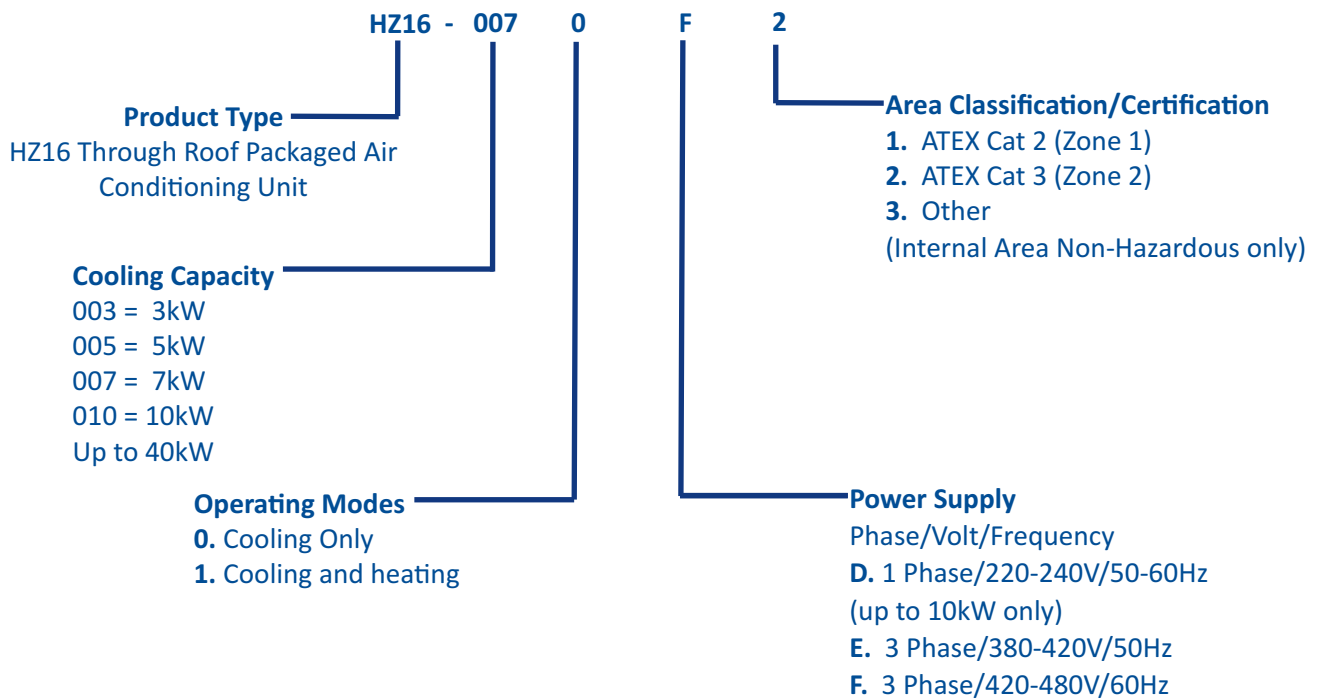 HZ16 - 007 0 F 2
Product Type
HZ16 Through Roof Packaged Air
Conditioning Unit
Cooling Capacity
003 = 3kW
005 = 5kW
007 = 7kW
010 = 10kW
Up to 40kW
Operating Modes
0. Cooling Only
1. Cooling and heating
Area Classification/Certification
1. ATEX Cat 2 (Zone 1)
2. ATEX Cat 3 (Zone 2)
3. Other
(Internal Area Non-Hazardous only)
Power Supply
Phase/Volt/Frequency
D. 1 Phase/220-240V/50-60Hz
(up to 10kW only)
E. 3 Phase/380-420V/50Hz
F. 3 Phase/420-480V/60Hz